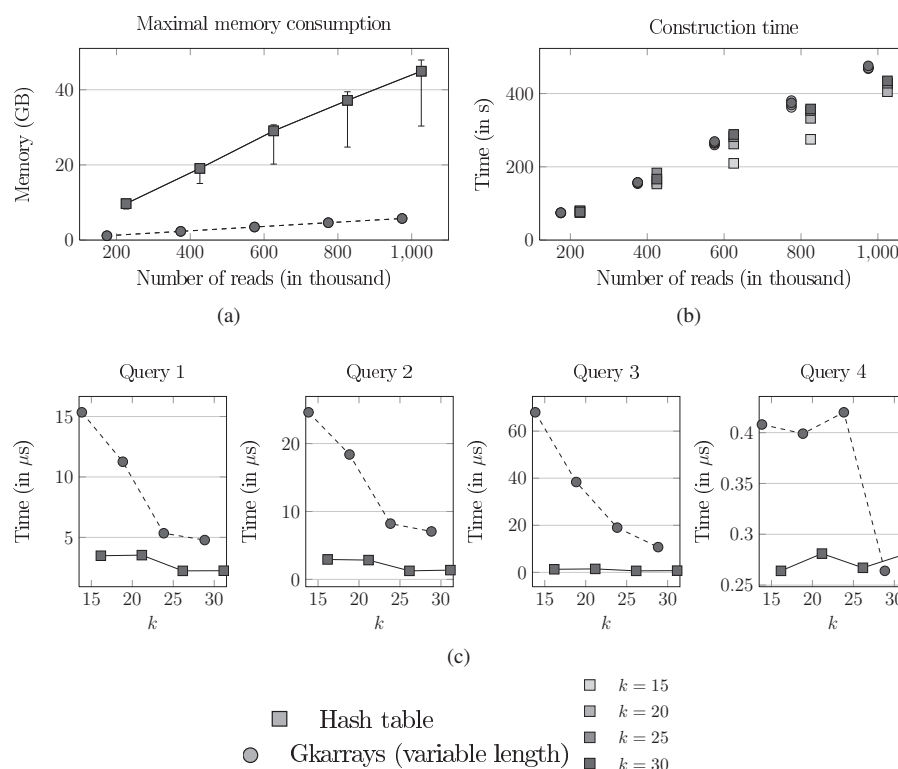 Maximal memory consumption
Memory (GB)
40
20
0
200 400 600 800 1,000
Number of reads (in thousand)
(a)
Construction time
Time (in s)
400
200
0
200 400 600 800 1,000
Number of reads (in thousand)
(b)
Query 1
Time (in μs)
15
10
5
15 20 25 30
k
Query 2
Time (in μs)
20
10
0
15 20 25 30
k
Query 3
Time (in μs)
60
40
20
0
15 20 25 30
k
Query 4
Time (in μs)
0.4
0.35
0.3
0.25
15 20 25 30
k
(c)
Hash table
Gkarrays (variable length)
k = 15
k = 20
k = 25
k = 30